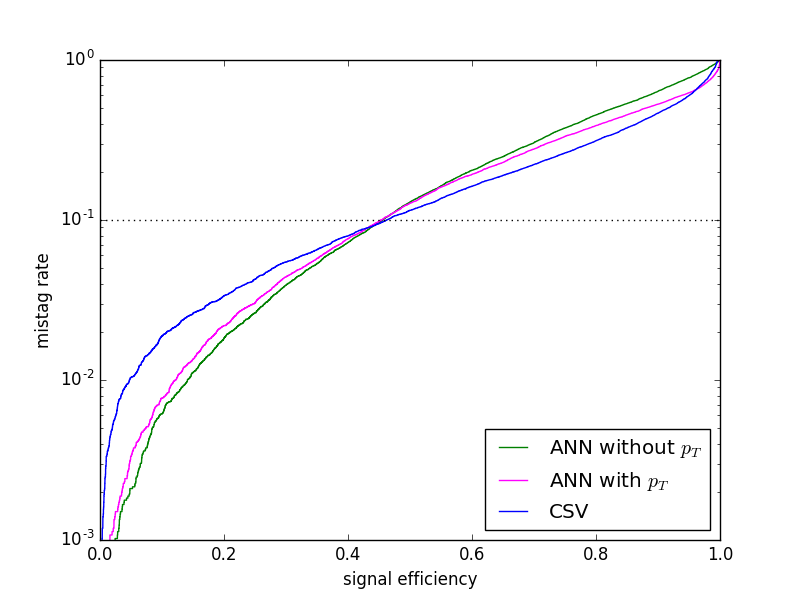 10^0
10^-1
10^-2
10^-3
mistag rate
0.0 0.2 0.4 0.6 0.8 1.0
signal efficiency
ANN without p_T
ANN with p_T
CSV